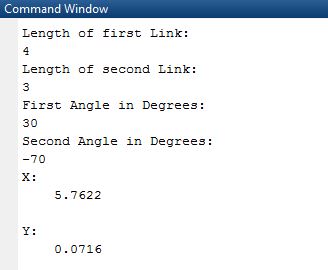 Command Window
Length of first Link:
4
Length of second Link:
3
First Angle in Degrees:
30
Second Angle in Degrees:
-70
X:
5.7622
Y:
0.0716